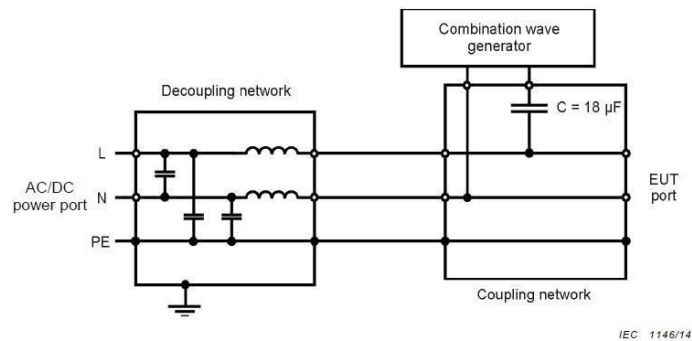 Combination wave
generator
Decoupling network
C = 18 µF
L
AC/DC
power port
N
EUT
port
PE
Coupling network
IEC 1146/14